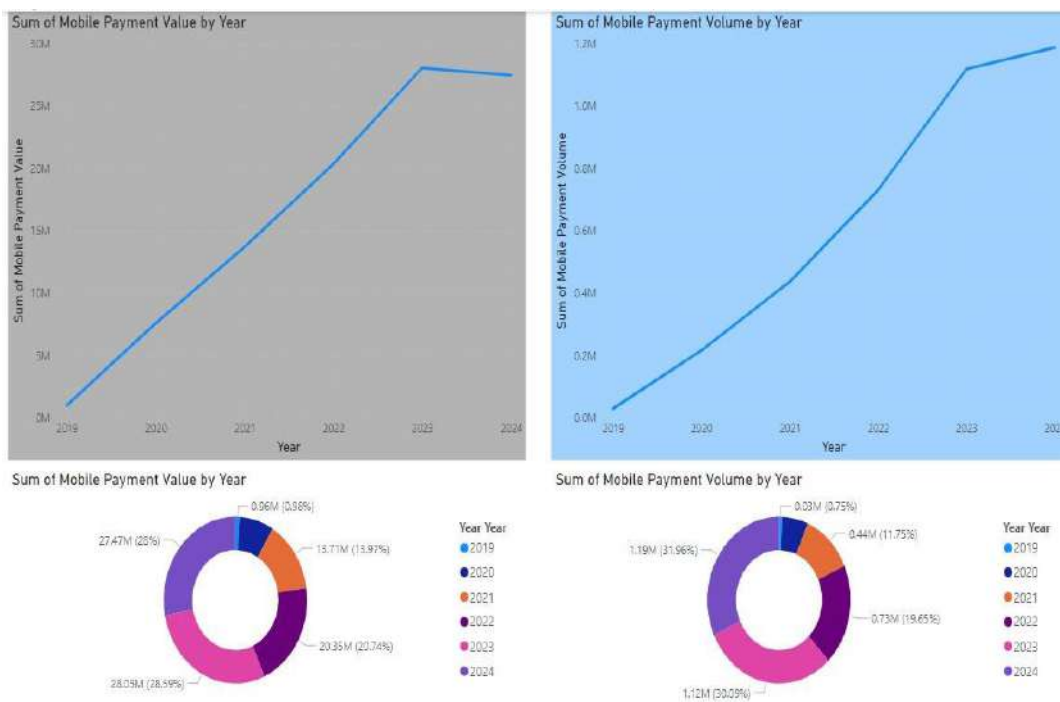 Sum of Mobile Payment Value by Year
30M
25M
20M
15M
10M
5M
0M
Sum of Mobile Payment Value
2019 2020 2021 2022 2023 2024
Year
Sum of Mobile Payment Volume by Year
1.2M
1.0M
0.8M
0.6M
0.4M
0.2M
0.0M
Sum of Mobile Payment Volume
2019 2020 2021 2022 2023
Year
Sum of Mobile Payment Value by Year
0.96M (0.98%)
13.71M (13.97%)
20.35M (20.74%)
27.47M (28%)
Year Year
2019
2020
2021
2022
2023
2024
Sum of Mobile Payment Volume by Year
0.03M (0.75%)
0.44M (11.75%)
0.73M (19.65%)
1.12M (30.09%)
1.19M (31.96%)
Year Year
2019
2020
2021
2022
2023
2024